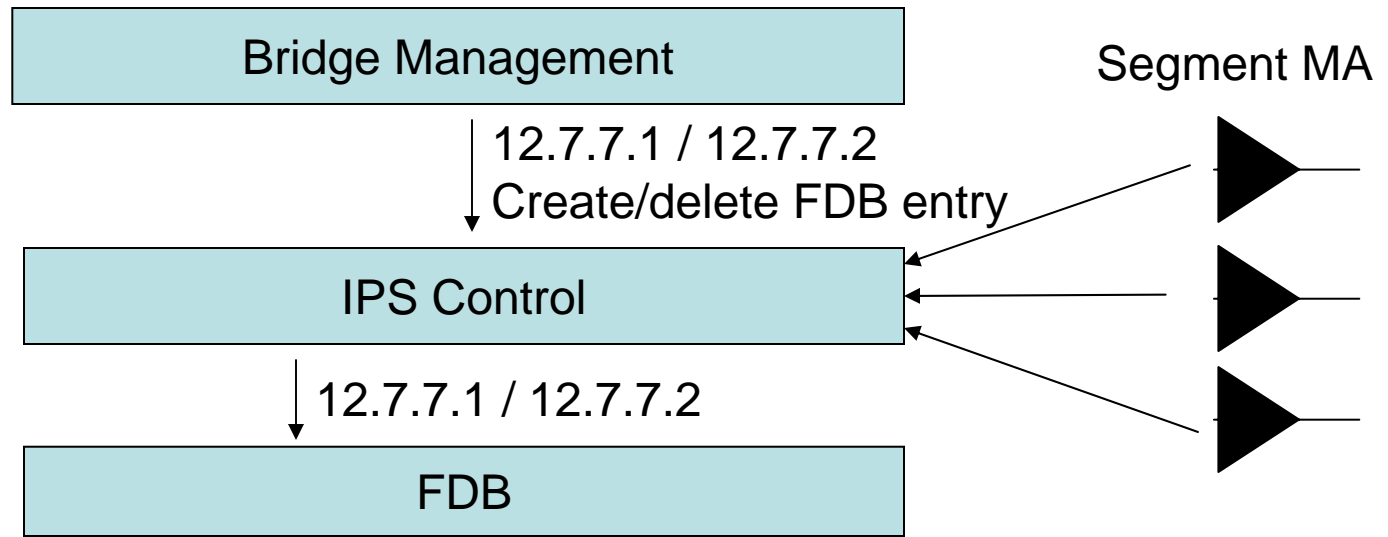 Bridge Management
Segment MA
12.7.7.1 / 12.7.7.2
Create/delete FDB entry
IPS Control
12.7.7.1 / 12.7.7.2
FDB